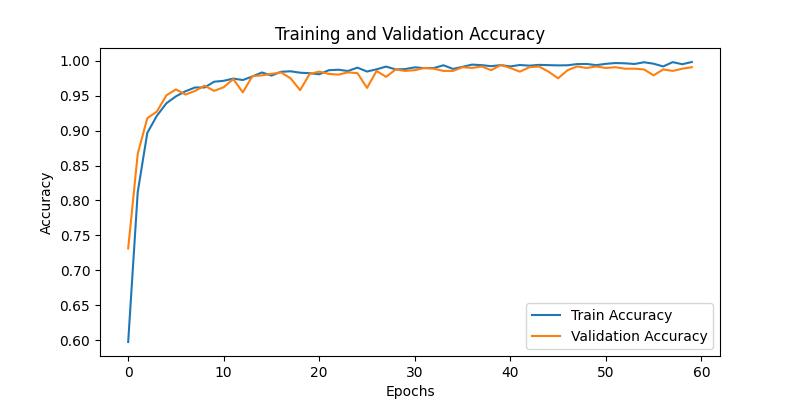 Training and Validation Accuracy
Accuracy
1.00
0.95
0.90
0.85
0.80
0.75
0.70
0.65
0.60
Train Accuracy
Validation Accuracy
0 10 20 30 40 50 60
Epochs